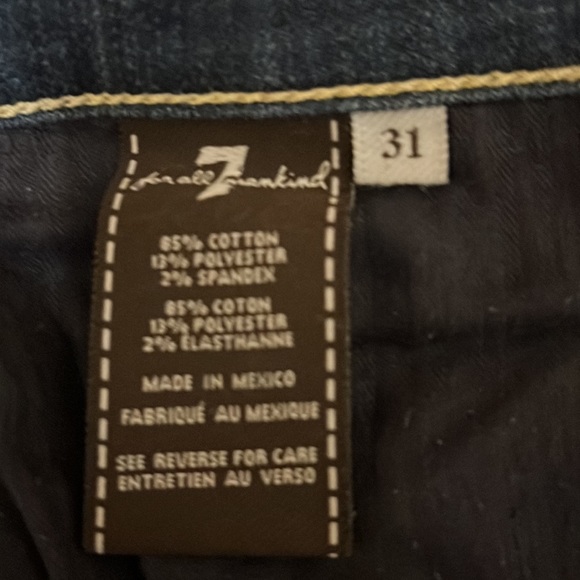 7
for all mankind
31
85% COTTON
13% POLYESTER
2% SPANDEX
85% COTON
13% POLYESTER
2% ÉLASTHANNE
MADE IN MEXICO
FABRIQUÉ AU MEXIQUE
SEE REVERSE FOR CARE
ENTRETIEN AU VERSO